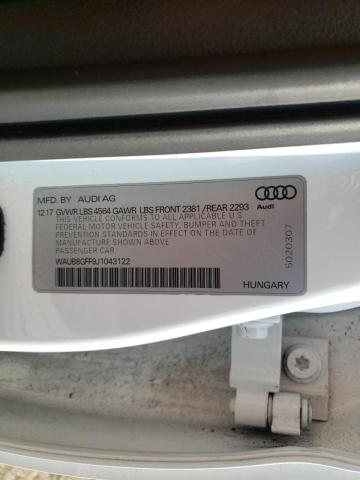 MFD. BY AUDI AG
12 17 GVWR LBS 4564 GAWR LBS FRONT 2381 /REAR 2293
THIS VEHICLE CONFORMS TO ALL APPLICABLE U.S
FEDERAL MOTOR VEHICLE SAFETY, BUMPER AND THEFT
PREVENTION STANDARDS IN EFFECT ON THE DATE OF
MANUFACTURE SHOWN ABOVE
PASSENGER CAR
WAUB8GFF9J1043122
Audi
5020307
HUNGARY